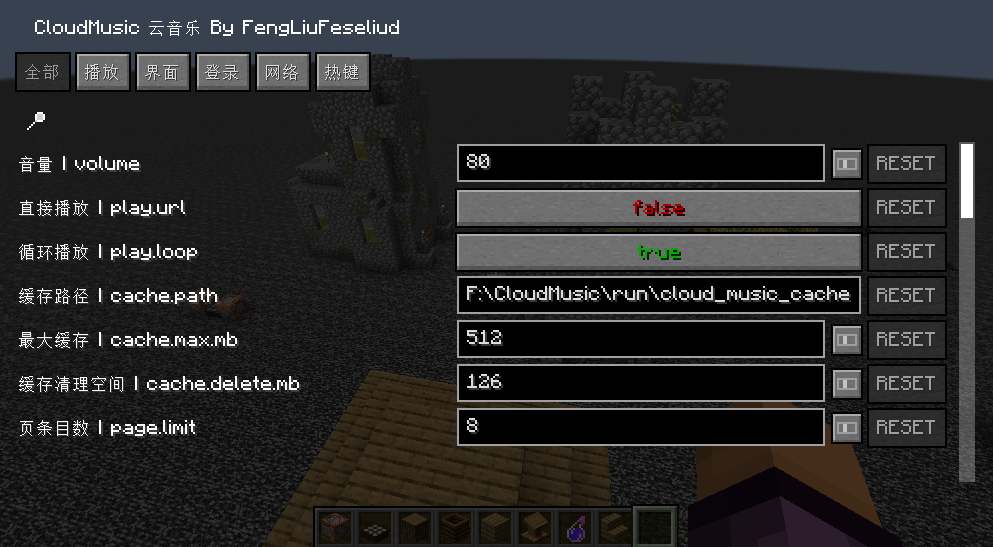 CloudMusic 云音乐 By FengLiuFeseliud
全部 播放 界面 登录 网络 热键
音量 | volume 80 RESET
直接播放 | play.url false RESET
循环播放 | play.loop true RESET
缓存路径 | cache.path F:\CloudMusic\run\cloud_music_cache RESET
最大缓存 | cache.max.mb 512 RESET
缓存清理空间 | cache.delete.mb 126 RESET
页条目数 | page.limit 8 RESET